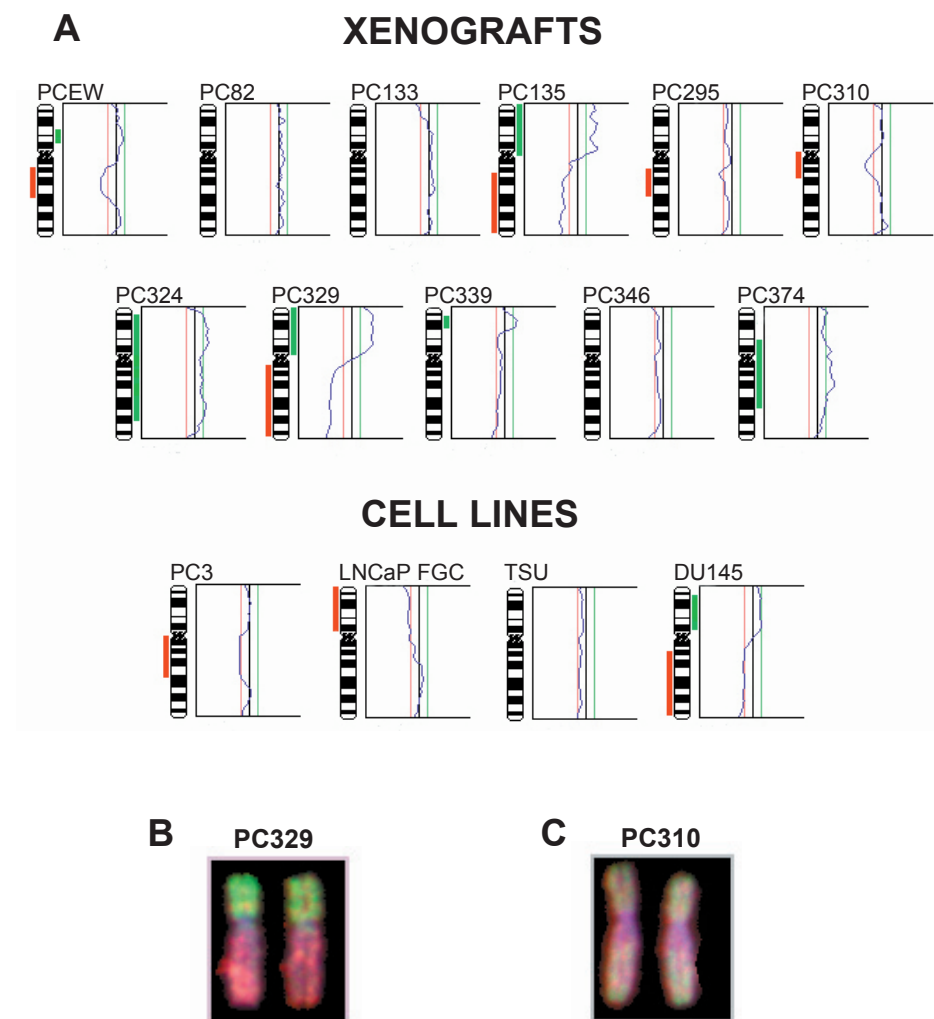 A
XENOGRAFTS
PCEW PC82 PC133 PC135 PC295 PC310
PC324 PC329 PC339 PC346 PC374
CELL LINES
PC3 LNCaP FGC TSU DU145
B PC329 C PC310